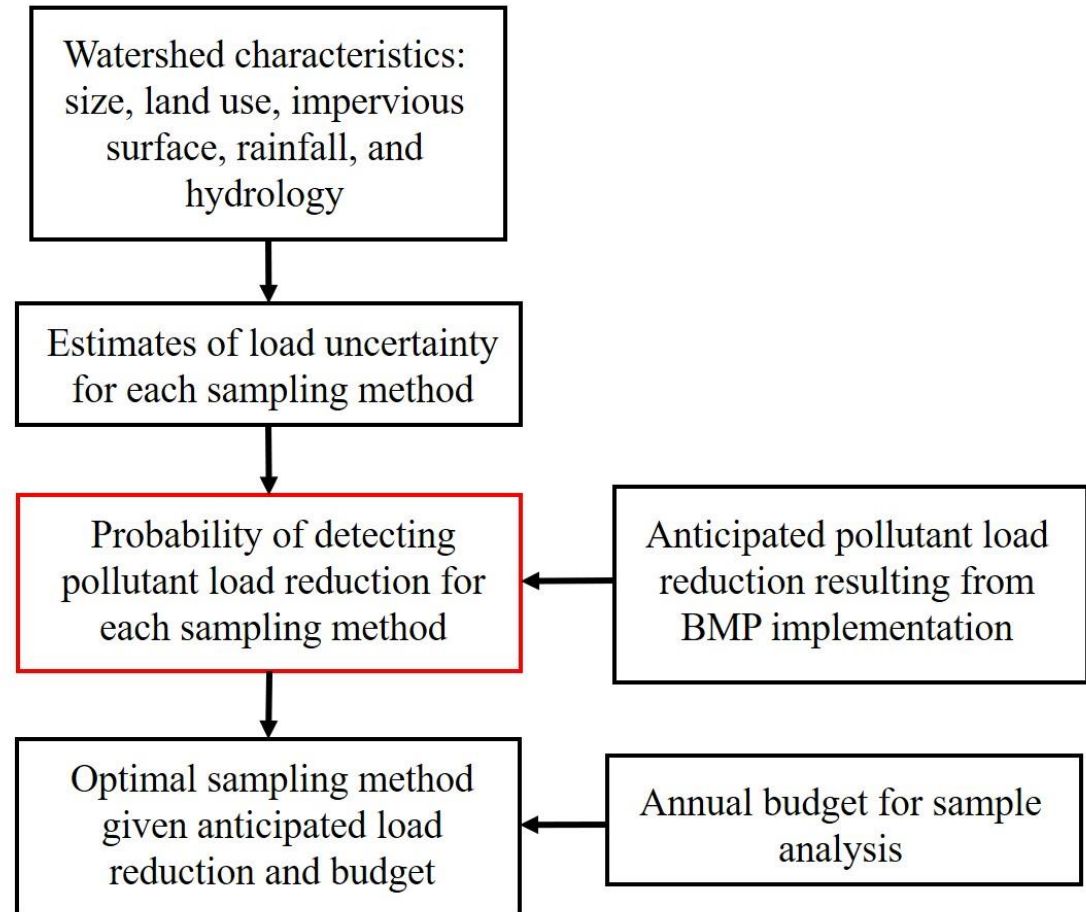 Watershed characteristics:
size, land use, impervious
surface, rainfall, and
hydrology
Estimates of load uncertainty
for each sampling method
Probability of detecting
pollutant load reduction for
each sampling method
Anticipated pollutant load
reduction resulting from
BMP implementation
Optimal sampling method
given anticipated load
reduction and budget
Annual budget for sample
analysis